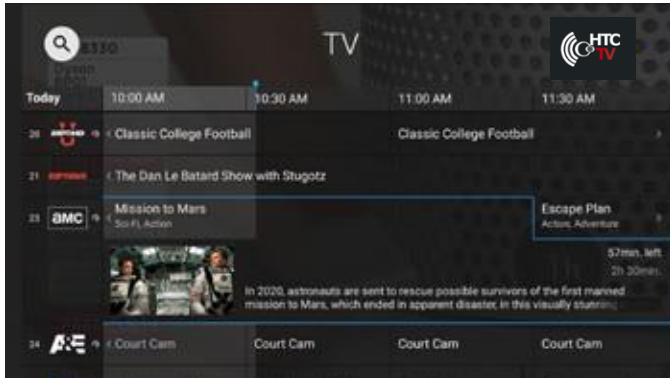 TV
HTC
TV
Today
10:00 AM
10:30 AM
11:00 AM
11:30 AM
20
‹ Classic College Football
Classic College Football ›
21
‹ The Dan Le Batard Show with Stugotz
23 aMC
‹ Mission to Mars
Sci-Fi, Action
Escape Plan ›
Action, Adventure
57min. left
2h 30min.
In 2020, astronauts are sent to rescue possible survivors of the first manned
mission to Mars, which ended in apparent disaster, in this visually stunning
24 A&E ‹ Court Cam Court Cam Court Cam Court Cam